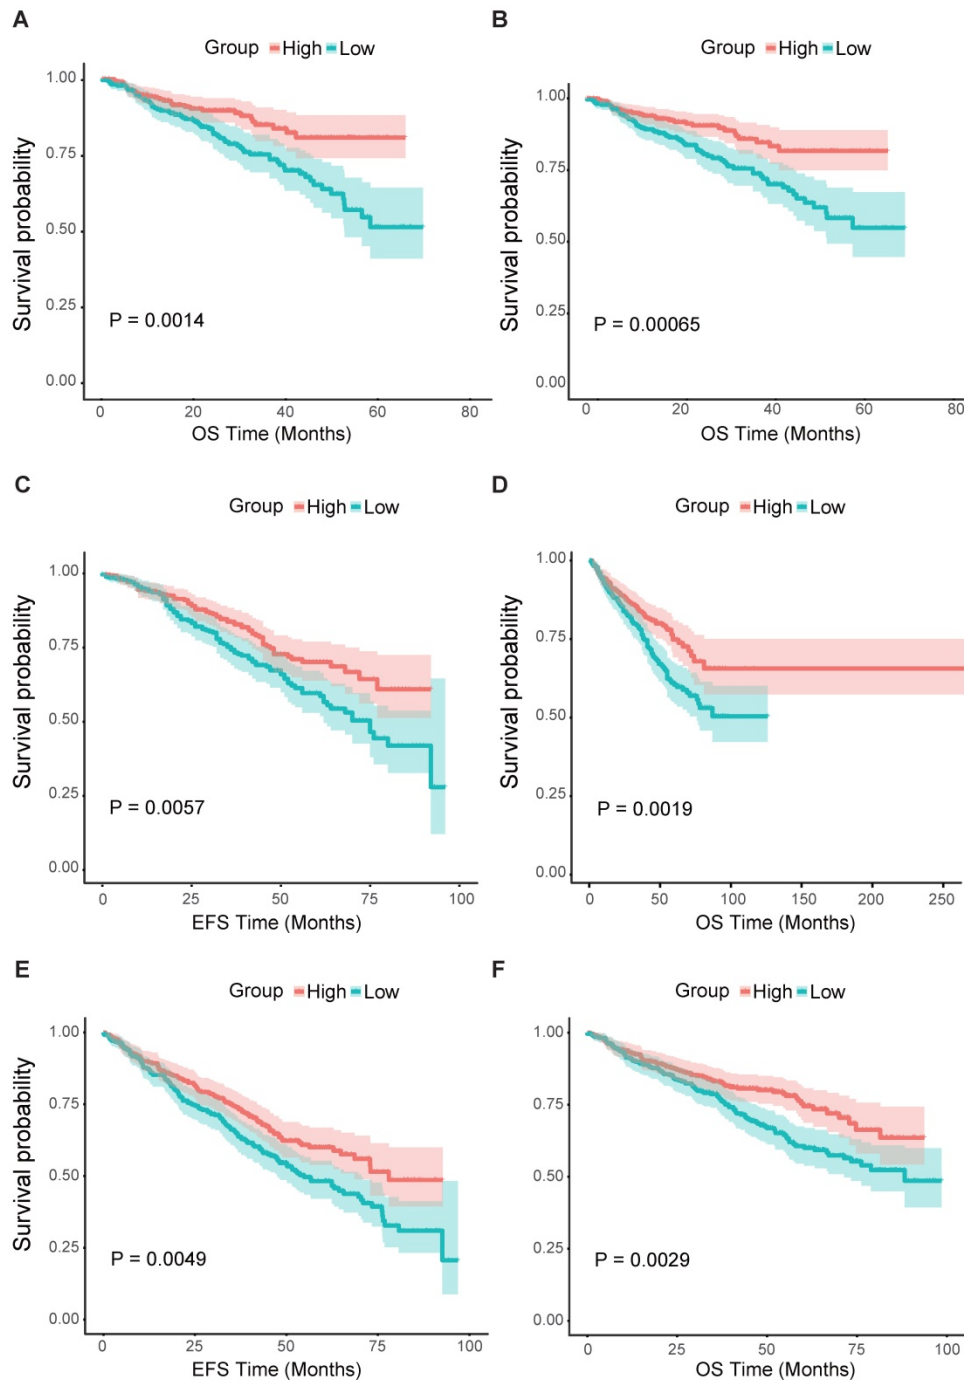 A
Group High Low
Survival probability
1.00
0.75
0.50
0.25
0.00
P = 0.0014
0 20 40 60 80
OS Time (Months)
B
Group High Low
Survival probability
1.00
0.75
0.50
0.25
0.00
P = 0.00065
0 20 40 60 80
OS Time (Months)
C
Group High Low
Survival probability
1.00
0.75
0.50
0.25
0.00
P = 0.0057
0 25 50 75 100
EFS Time (Months)
D
Group High Low
Survival probability
1.00
0.75
0.50
0.25
0.00
P = 0.0019
0 50 100 150 200 250
OS Time (Months)
E
Group High Low
Survival probability
1.00
0.75
0.50
0.25
0.00
P = 0.0049
0 25 50 75 100
EFS Time (Months)
F
Group High Low
Survival probability
1.00
0.75
0.50
0.25
0.00
P = 0.0029
0 25 50 75 100
OS Time (Months)